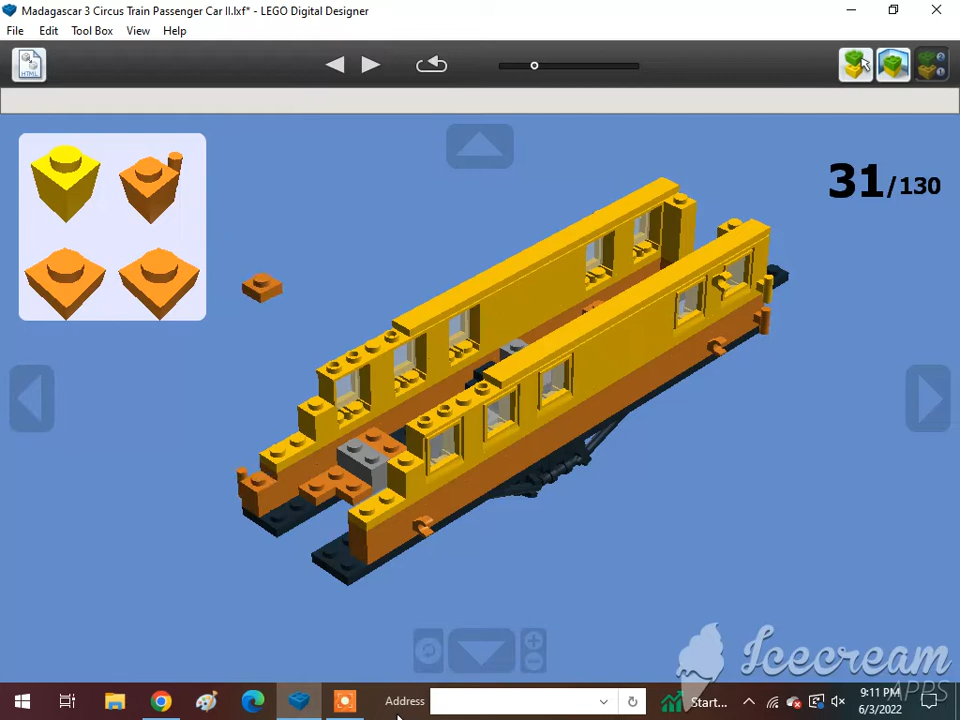 Madagascar 3 Circus Train Passenger Car II.lxf* - LEGO Digital Designer
File Edit Tool Box View Help
HTML
31/130
Icecream
APPS
Address
Start...
9:11 PM
6/3/2022